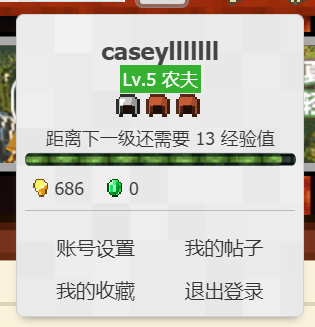 caseylllllll
Lv.5 农夫
距离下一级还需要 13 经验值
686 0
账号设置 我的帖子
我的收藏 退出登录